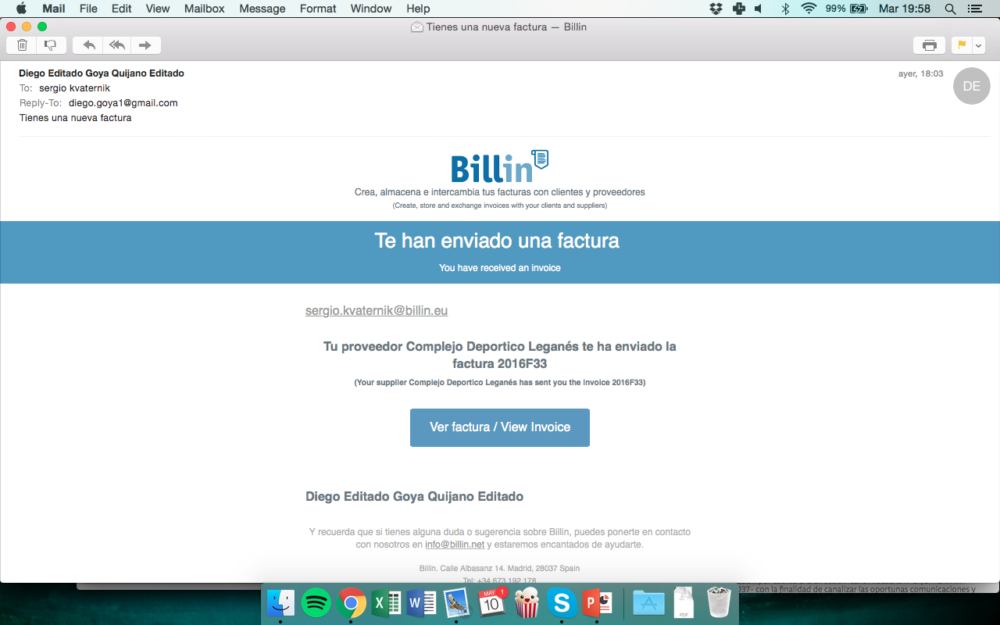 Mail File Edit View Mailbox Message Format Window Help 99% Mar 19:58
Tienes una nueva factura — Billin
Diego Editado Goya Quijano Editado
ayer, 18:03
DE
To: sergio kvaternik
Reply-To: diego.goya1@gmail.com
Tienes una nueva factura
Billin
Crea, almacena e intercambia tus facturas con clientes y proveedores
(Create, store and exchange invoices with your clients and suppliers)
Te han enviado una factura
You have received an invoice
sergio.kvaternik@billin.eu
Tu proveedor Complejo Deportico Leganés te ha enviado la
factura 2016F33
(Your supplier Complejo Deportico Leganés has sent you the invoice 2016F33)
Ver factura / View Invoice
Diego Editado Goya Quijano Editado
Y recuerda que si tienes alguna duda o sugerencia sobre Billin, puedes ponerte en contacto
con nosotros en info@billin.net y estaremos encantados de ayudarte.
Billin. Calle Albasanz 14. Madrid, 28037 Spain
Tel: +34 673 192 178
037- con la finalidad de canalizar las oportunas comunicaciones y
X W MAY 10 1 S P PDF